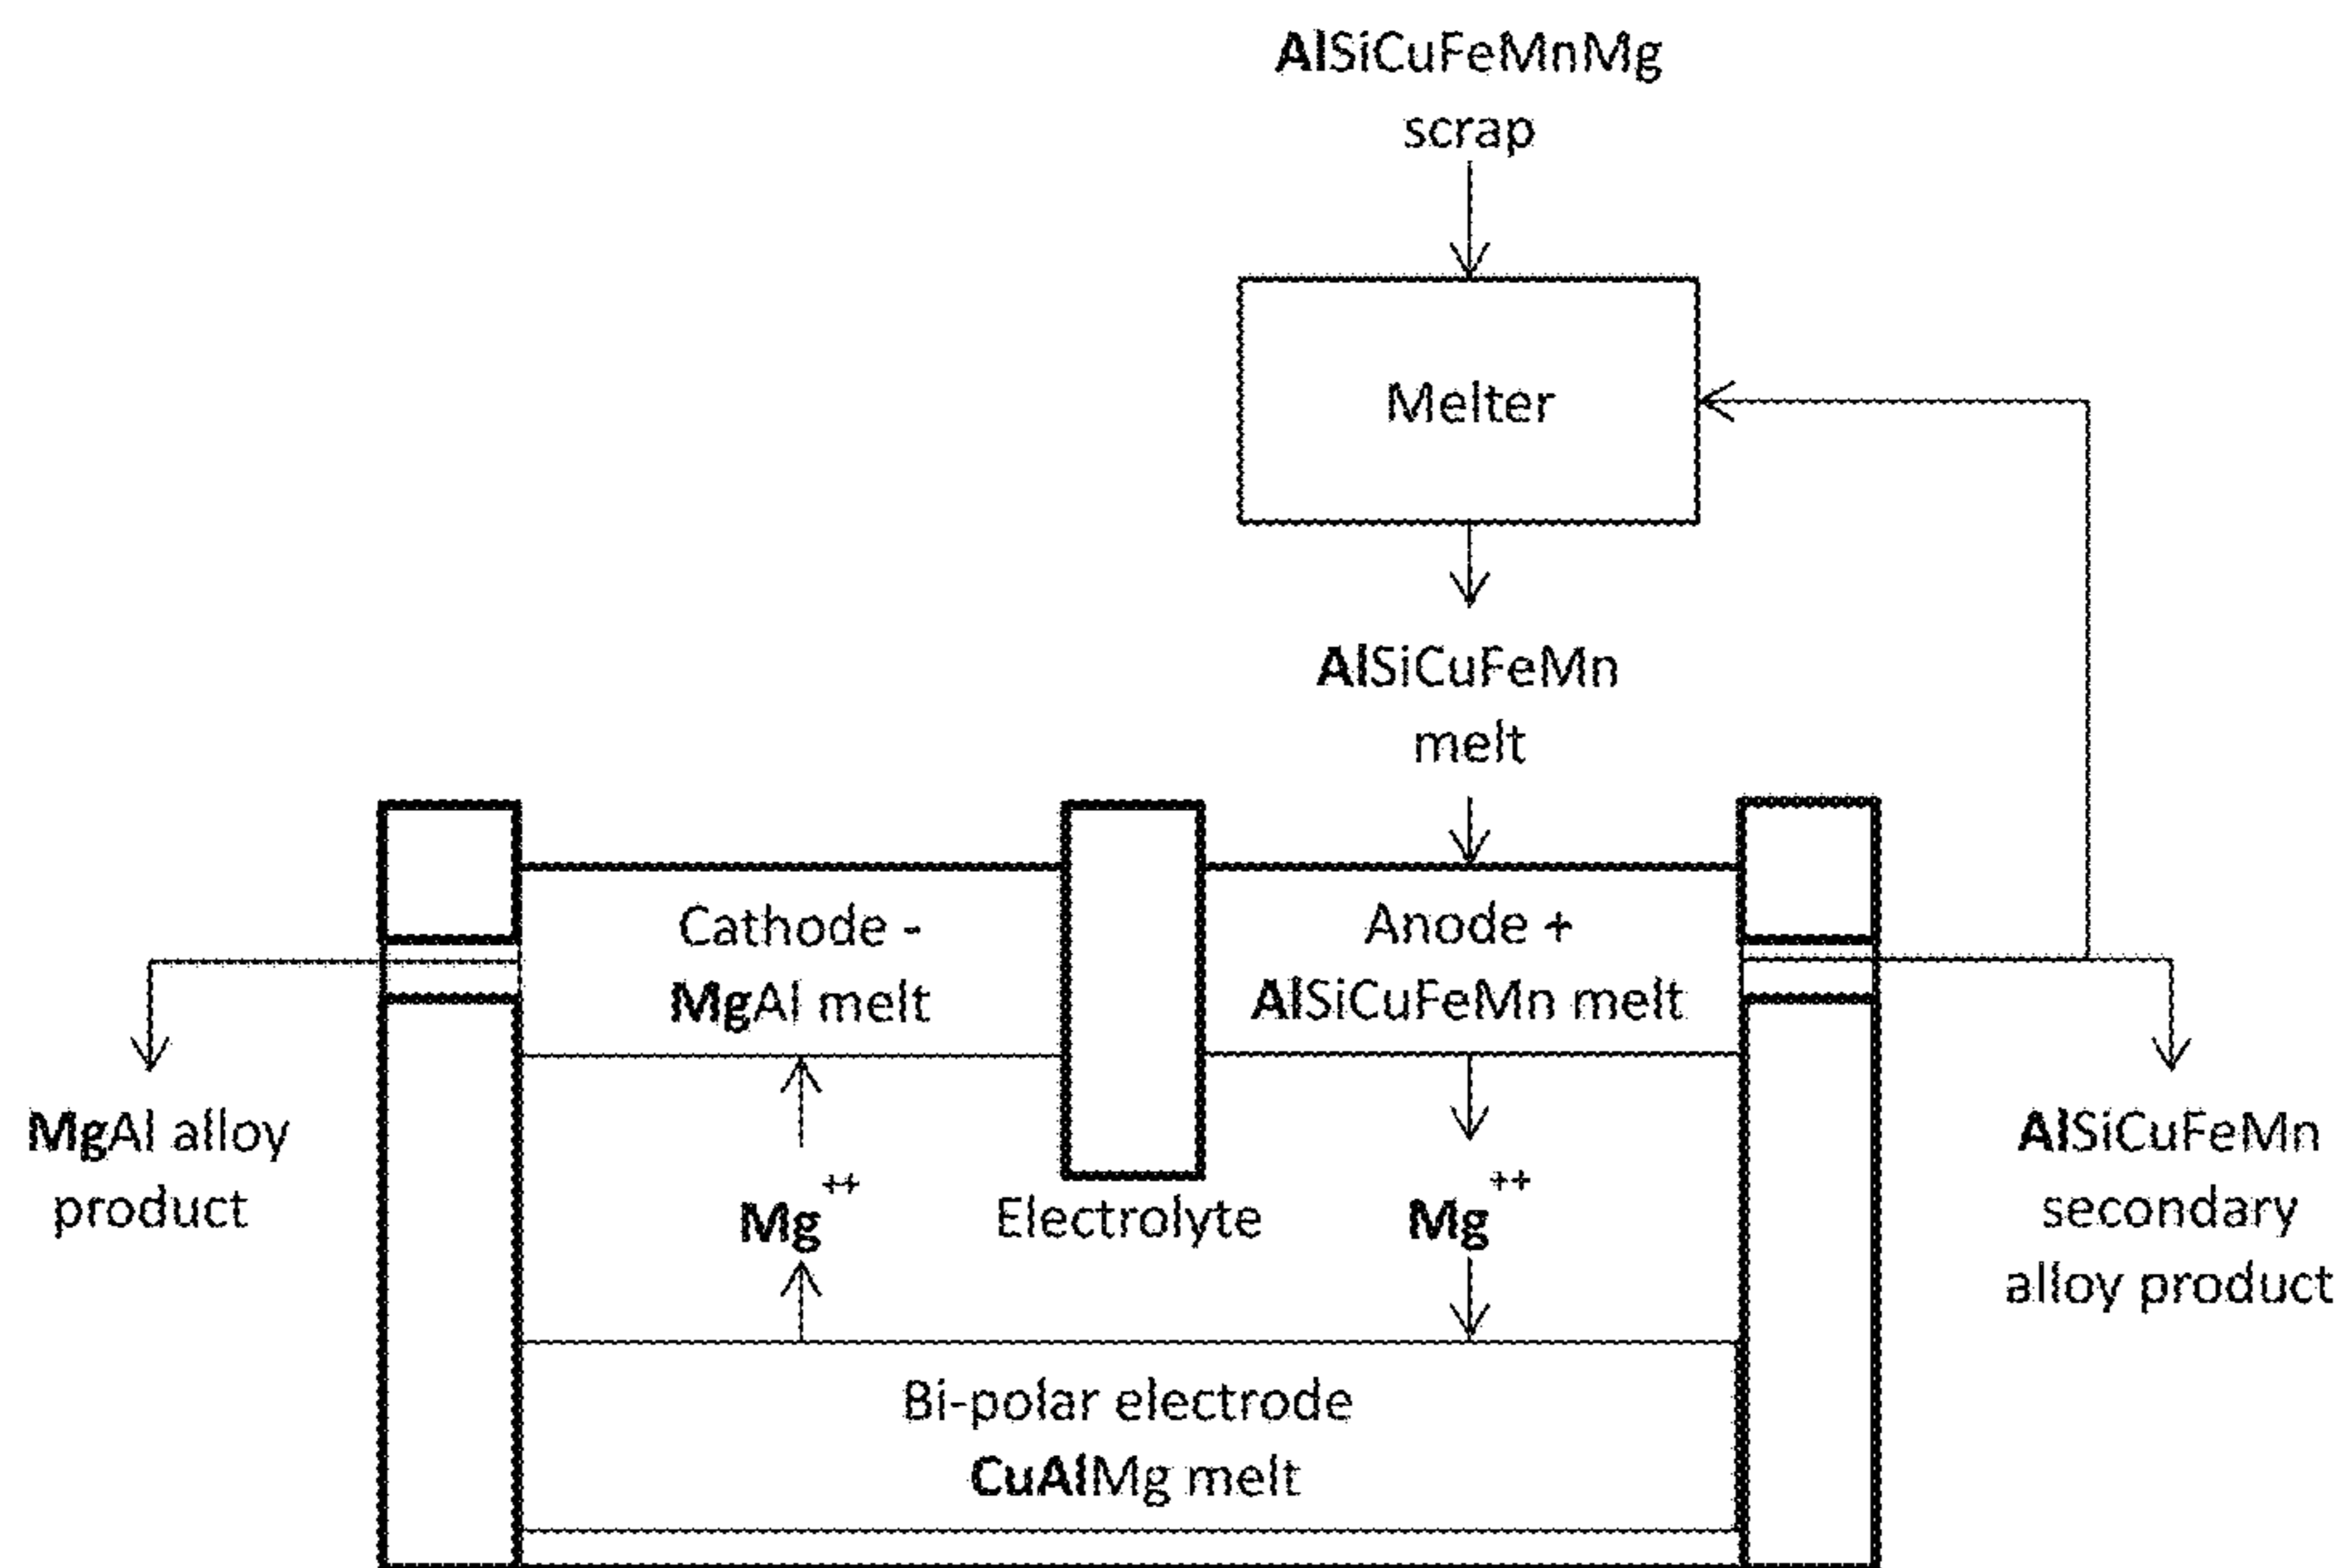 AlSiCuFeMnMg
scrap
Melter
AlSiCuFeMn
melt
Cathode -
MgAl melt
Anode +
AlSiCuFeMn melt
MgAl alloy
product
Mg++
Electrolyte
Mg++
AlSiCuFeMn
secondary
alloy product
Bi-polar electrode
CuAlMg melt